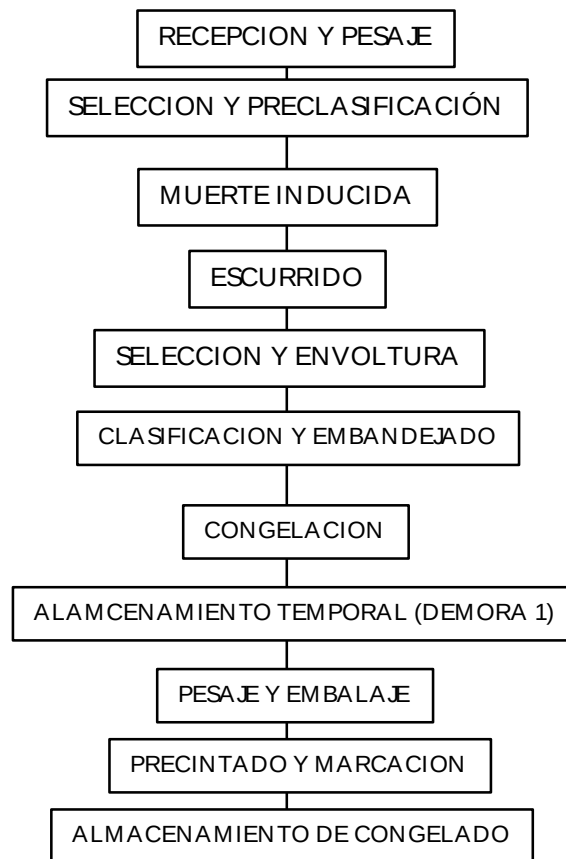 RECEPCION Y PESAJE
SELECCION Y PRECLASIFICACIÓN
MUERTE INDUCIDA
ESCURRIDO
SELECCION Y ENVOLTURA
CLASIFICACION Y EMBANDEJADO
CONGELACION
ALAMCENAMIENTO TEMPORAL (DEMORA 1)
PESAJE Y EMBALAJE
PRECINTADO Y MARCACION
ALMACENAMIENTO DE CONGELADO